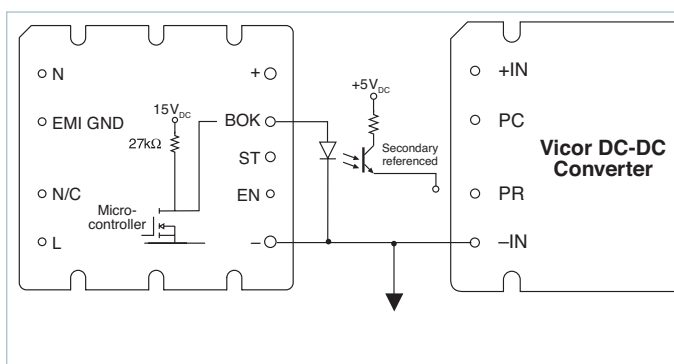 N
EMI GND
N/C
L
15VDC
27kΩ
Micro-
controller
+
BOK
ST
EN
–
+5VDC
Secondary
referenced
+IN
PC
PR
–IN
Vicor DC-DC
Converter